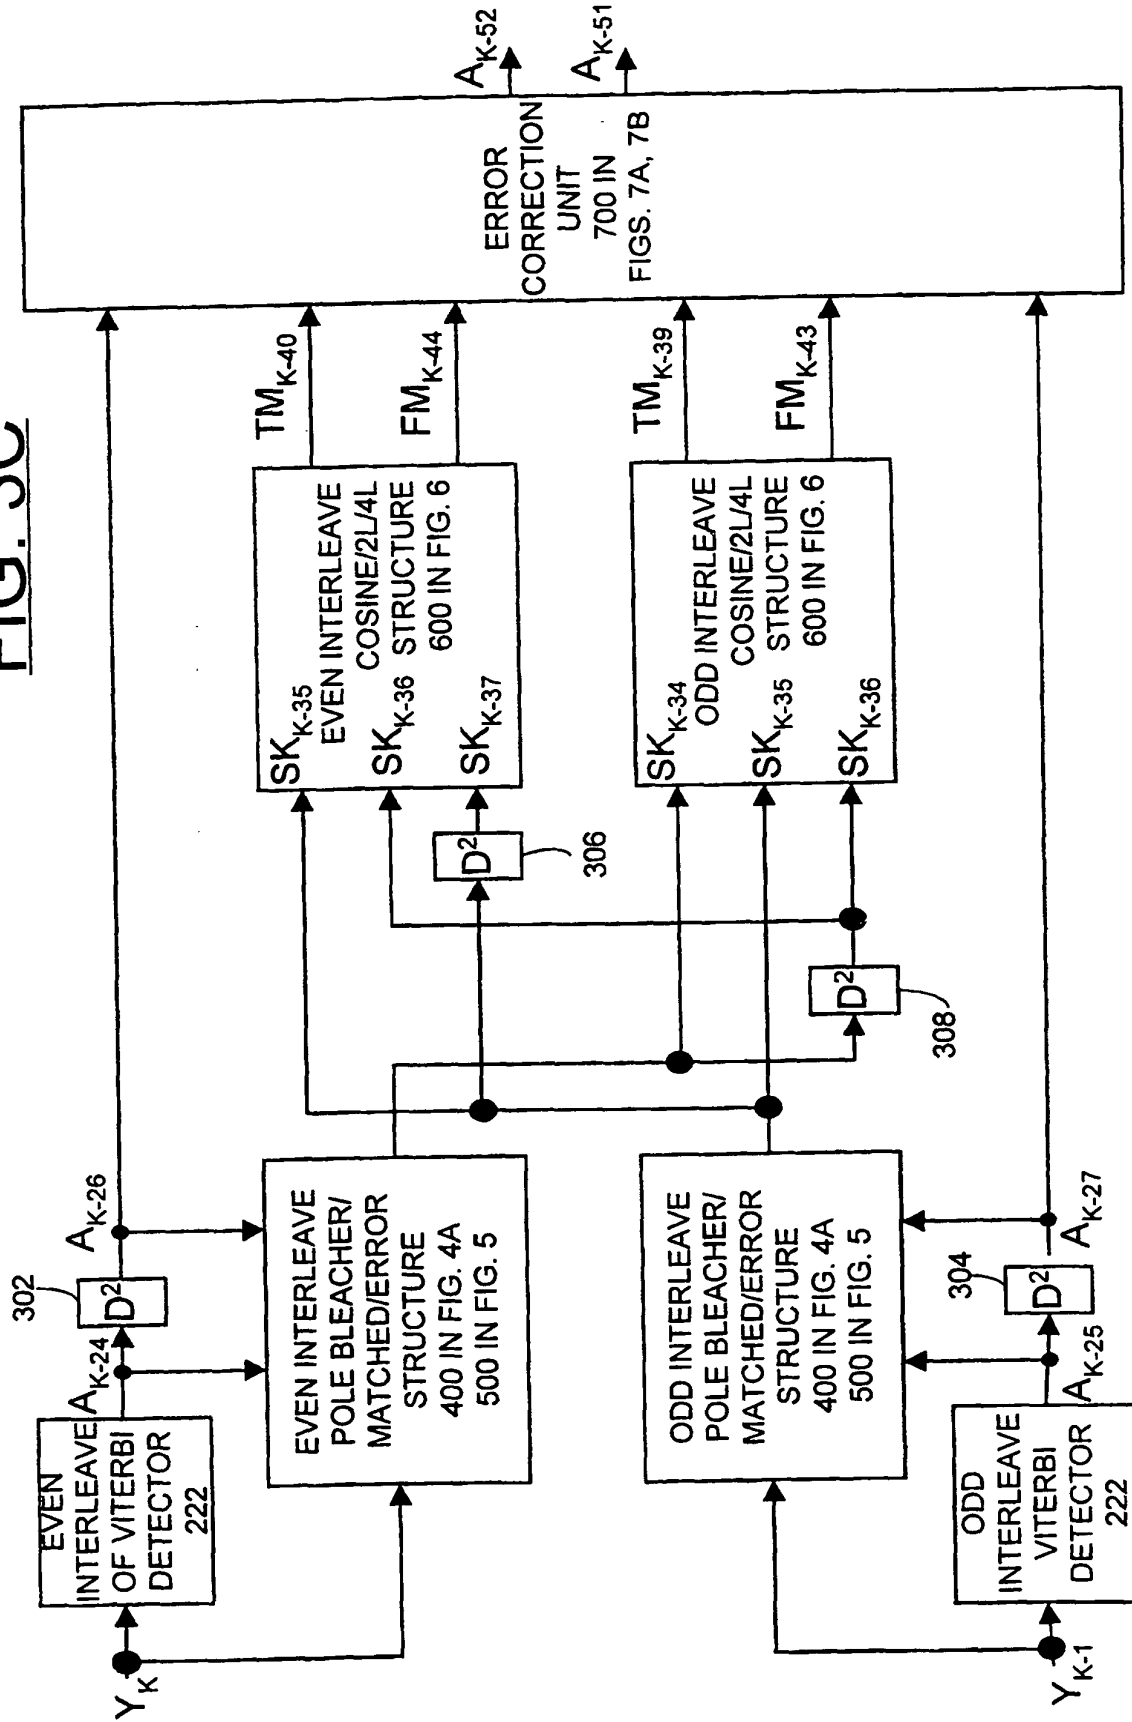 FIG. 3C
Y_K
EVEN
INTERLEAVE
OF VITERBI
DETECTOR
222
A_K-24
302
D²
A_K-26
EVEN INTERLEAVE
POLE BLEACHER/
MATCHED/ERROR
STRUCTURE
400 IN FIG. 4A
500 IN FIG. 5
ODD INTERLEAVE
POLE BLEACHER/
MATCHED/ERROR
STRUCTURE
400 IN FIG. 4A
500 IN FIG. 5
Y_K-1
ODD
INTERLEAVE
VITERBI
DETECTOR
222
A_K-25
304
D²
A_K-27
D²
306
D²
308
SK_K-35
SK_K-36
SK_K-37
EVEN INTERLEAVE
COSINE/2L/4L
STRUCTURE
600 IN FIG. 6
SK_K-34
SK_K-35
SK_K-36
ODD INTERLEAVE
COSINE/2L/4L
STRUCTURE
600 IN FIG. 6
TM_K-40
FM_K-44
TM_K-39
FM_K-43
ERROR
CORRECTION
UNIT
700 IN
FIGS. 7A, 7B
A_K-52
A_K-51